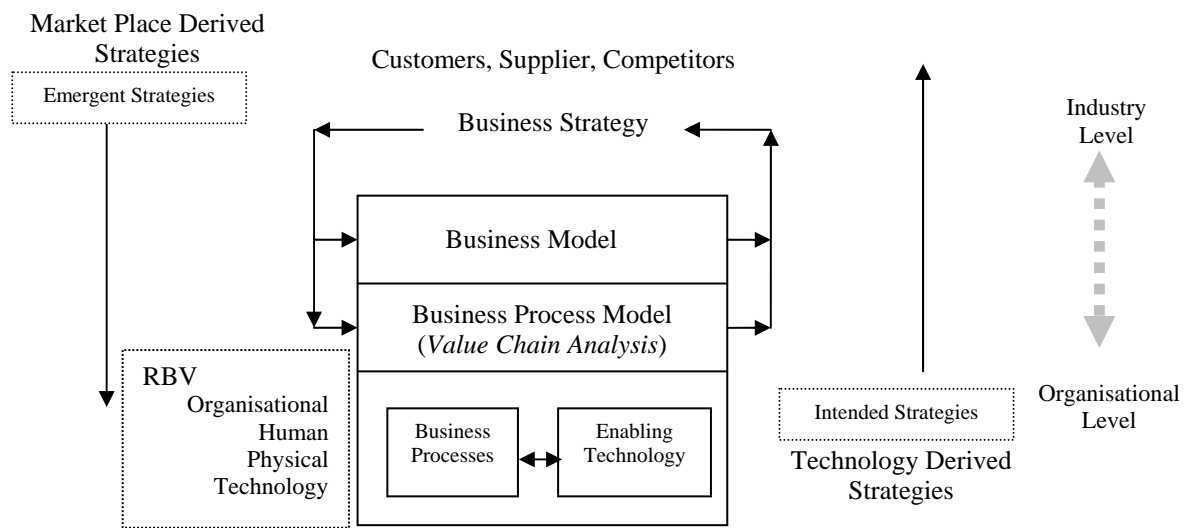 Market Place Derived
Strategies
Emergent Strategies
Customers, Supplier, Competitors
Business Strategy
Industry
Level
Business Model
Business Process Model
(Value Chain Analysis)
RBV
Organisational
Human
Physical
Technology
Business
Processes
Enabling
Technology
Intended Strategies
Technology Derived
Strategies
Organisational
Level